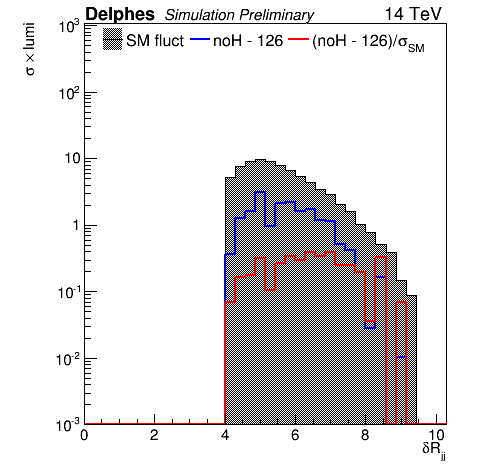 Delphes Simulation Preliminary 14 TeV
SM fluct noH - 126 (noH - 126)/σSM
σ × lumi
10³
10²
10
1
10⁻¹
10⁻²
10⁻³
0 2 4 6 8 10
δRjj